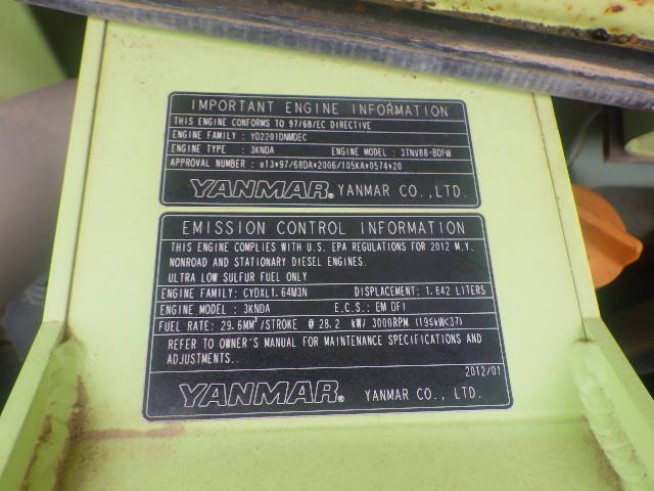 IMPORTANT ENGINE INFORMATION
THIS ENGINE CONFORMS TO 97/68/EC DIRECTIVE
ENGINE FAMILY : YD2201DNMDEC
ENGINE TYPE : 3KNDA ENGINE MODEL : 3TNV88-BDFW
APPROVAL NUMBER : e13*97/68DA*2006/105KA*0574*20
YANMAR® YANMAR CO.,LTD.
EMISSION CONTROL INFORMATION
THIS ENGINE COMPLIES WITH U.S. EPA REGULATIONS FOR 2012 M.Y.
NONROAD AND STATIONARY DIESEL ENGINES.
ULTRA LOW SULFUR FUEL ONLY
ENGINE FAMILY: CYDXL1.64M3N DISPLACEMENT: 1.642 LITERS
ENGINE MODEL : 3KNDA E.C.S.: EM DFI
FUEL RATE: 29.6MM³/STROKE @ 28.2 kW/ 3000RPM (19≤kW<37)
REFER TO OWNER'S MANUAL FOR MAINTENANCE SPECIFICATIONS AND
ADJUSTMENTS.
2012/01
YANMAR® YANMAR CO., LTD.